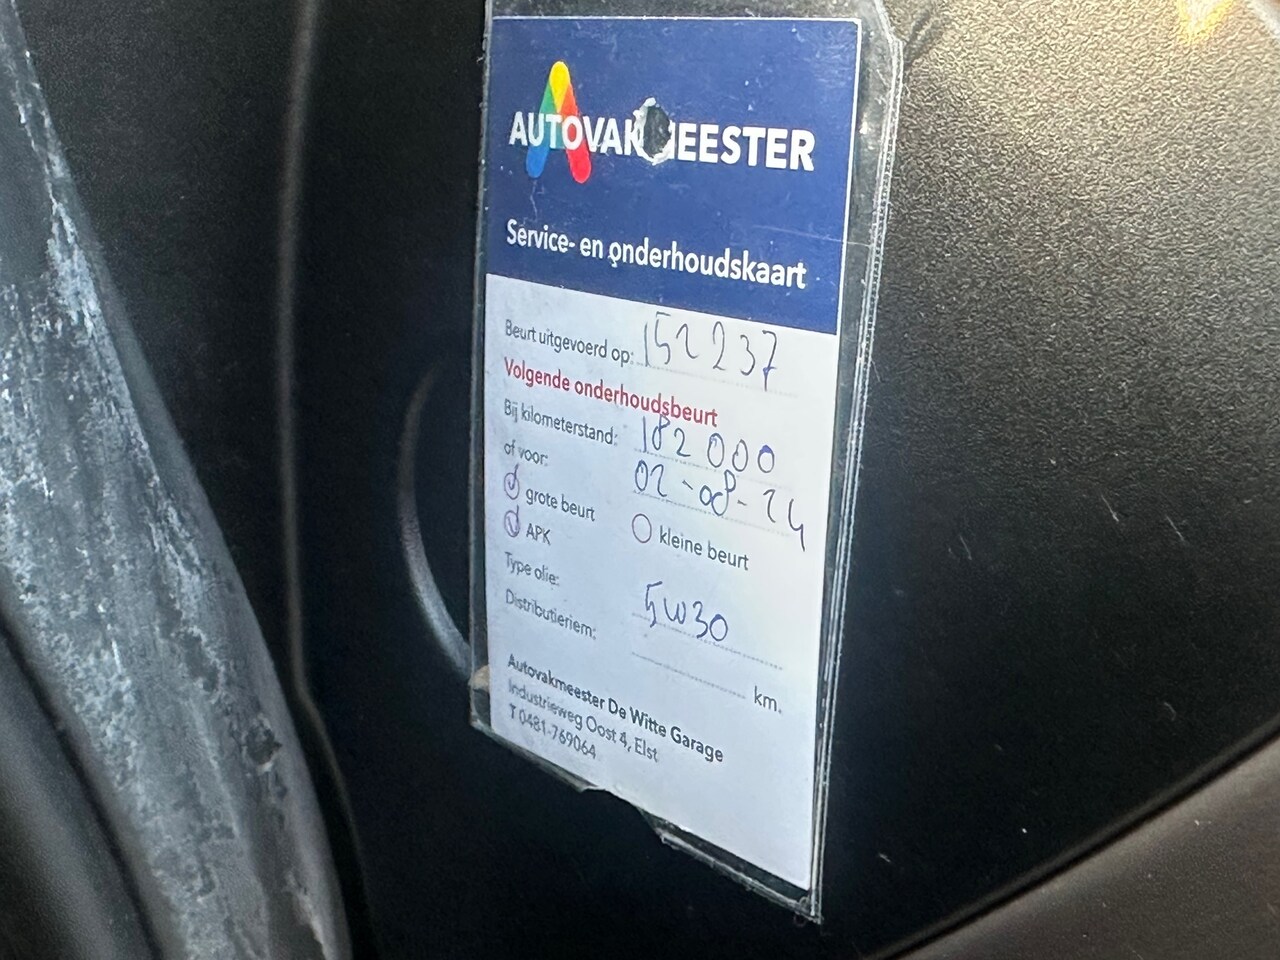 AUTOVAKMEESTER
Service- en onderhoudskaart
Beurt uitgevoerd op: 152237
Volgende onderhoudsbeurt
Bij kilometerstand: 182000
of voor: 02-08-24
grote beurt kleine beurt
APK
Type olie: 5W30
Distributieriem: km.
Autovakmeester De Witte Garage
Industrieweg Oost 4, Elst
T 0481-769064